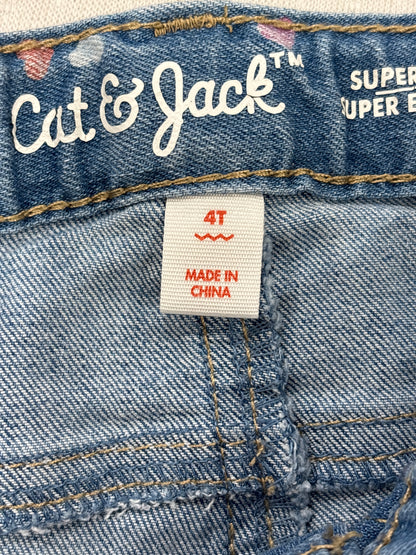 Cat & Jack™
SUPER
SUPER
4T
MADE IN
CHINA